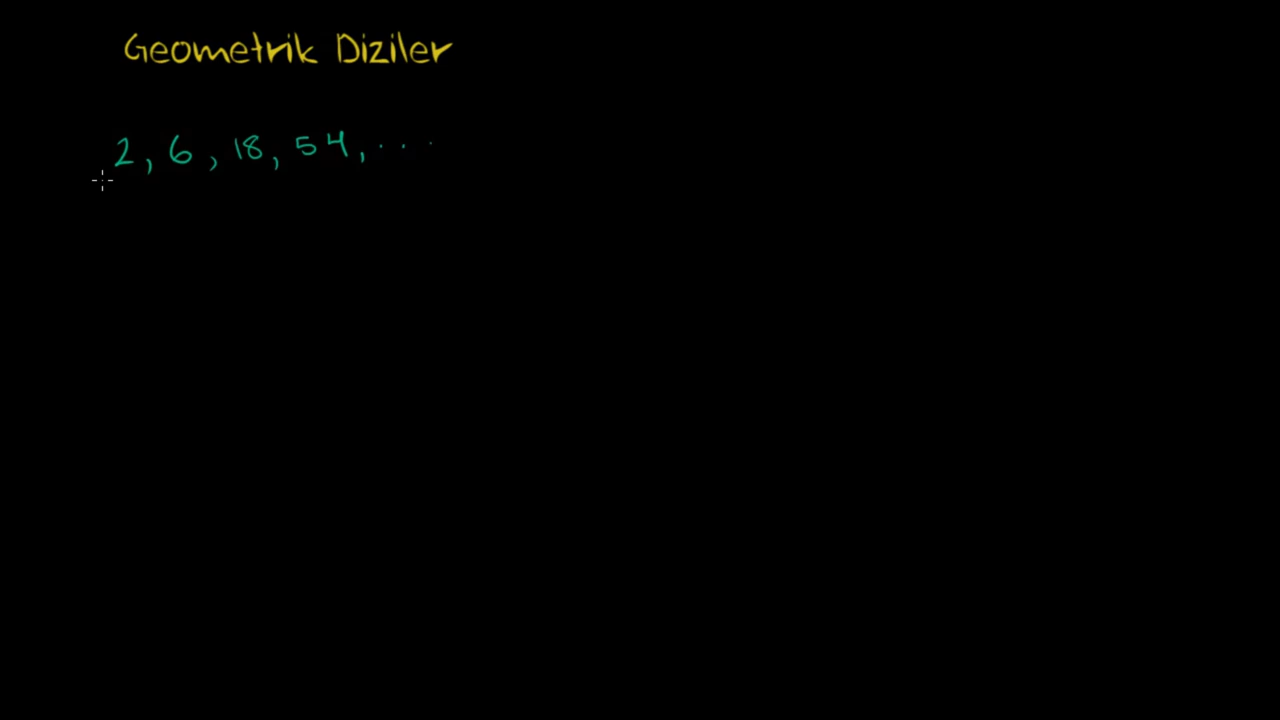 Geometrik Diziler
2, 6, 18, 54, ...